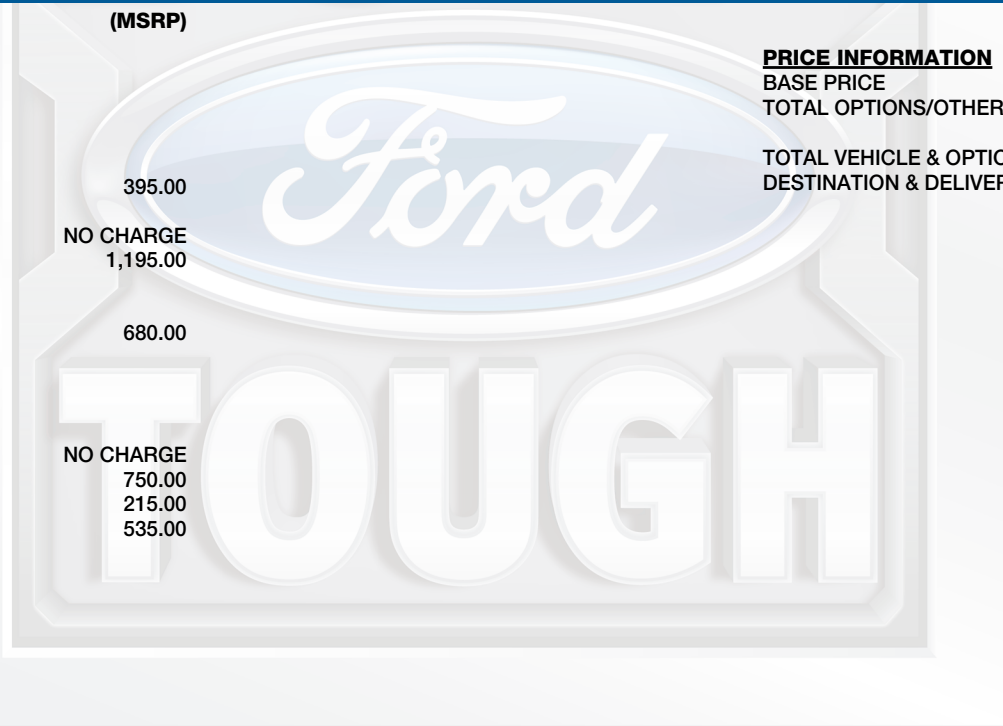 (MSRP)
395.00
NO CHARGE
1,195.00
680.00
NO CHARGE
750.00
215.00
535.00
PRICE INFORMATION
BASE PRICE
TOTAL OPTIONS/OTHER
TOTAL VEHICLE & OPTIO
DESTINATION & DELIVER
Ford
TOUGH